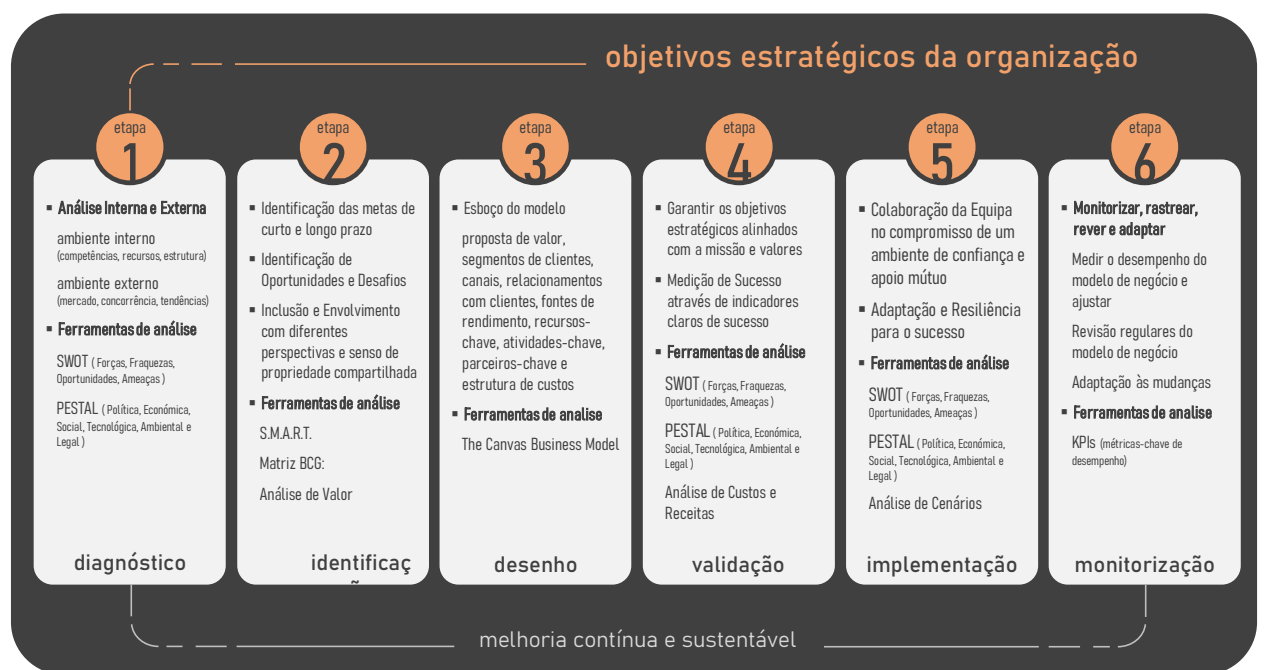 objetivos estratégicos da organização
etapa
1
▪ Análise Interna e Externa
ambiente interno
(competências, recursos, estrutura)
ambiente externo
(mercado, concorrência, tendências)
▪ Ferramentas de análise
SWOT ( Forças, Fraquezas,
Oportunidades, Ameaças )
PESTAL ( Política, Económica,
Social, Tecnológica, Ambiental e
Legal )
diagnóstico
etapa
2
▪ Identificação das metas de
curto e longo prazo
▪ Identificação de
Oportunidades e Desafios
▪ Inclusão e Envolvimento
com diferentes
perspectivas e senso de
propriedade compartilhada
▪ Ferramentas de análise
S.M.A.R.T.
Matriz BCG:
Análise de Valor
identificaç
etapa
3
▪ Esboço do modelo
proposta de valor,
segmentos de clientes,
canais, relacionamentos
com clientes, fontes de
rendimento, recursos-
chave, atividades-chave,
parceiros-chave e
estrutura de custos
▪ Ferramentas de analise
The Canvas Business Model
desenho
etapa
4
▪ Garantir os objetivos
estratégicos alinhados
com a missão e valores
▪ Medição de Sucesso
através de indicadores
claros de sucesso
▪ Ferramentas de análise
SWOT ( Forças, Fraquezas,
Oportunidades, Ameaças )
PESTAL ( Política, Económica,
Social, Tecnológica, Ambiental e
Legal )
Análise de Custos e
Receitas
validação
etapa
5
▪ Colaboração da Equipa
no compromisso de um
ambiente de confiança e
apoio mútuo
▪ Adaptação e Resiliência
para o sucesso
▪ Ferramentas de análise
SWOT ( Forças, Fraquezas,
Oportunidades, Ameaças )
PESTAL ( Política, Económica,
Social, Tecnológica, Ambiental e
Legal )
Análise de Cenários
implementação
etapa
6
▪ Monitorizar, rastrear,
rever e adaptar
Medir o desempenho do
modelo de negócio e
ajustar
Revisão regulares do
modelo de negócio
Adaptação às mudanças
▪ Ferramentas de analise
KPIs (métricas-chave de
desempenho)
monitorização
melhoria contínua e sustentável